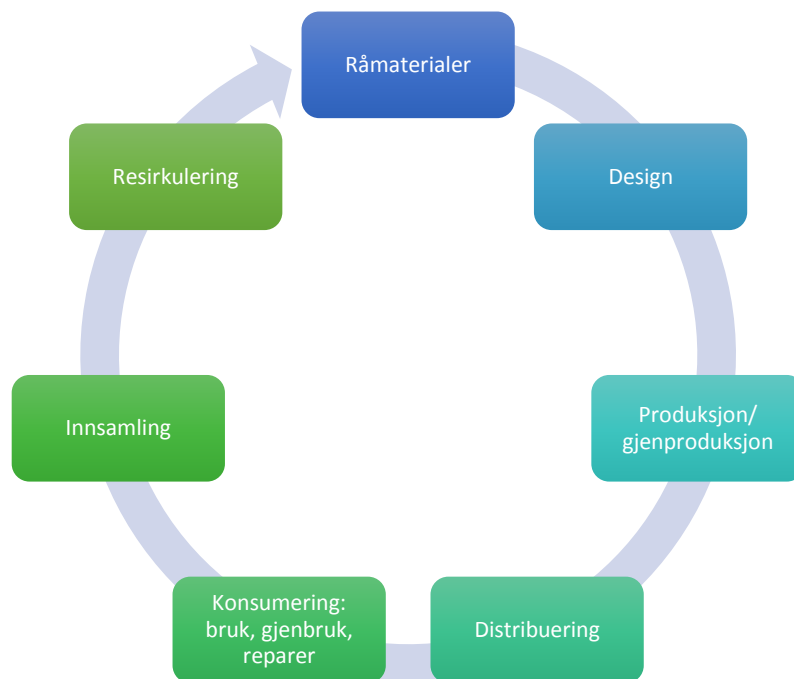 Råmaterialer
Design
Produksjon/
gjenproduksjon
Distribuering
Konsumering:
bruk, gjenbruk,
reparer
Innsamling
Resirkulering